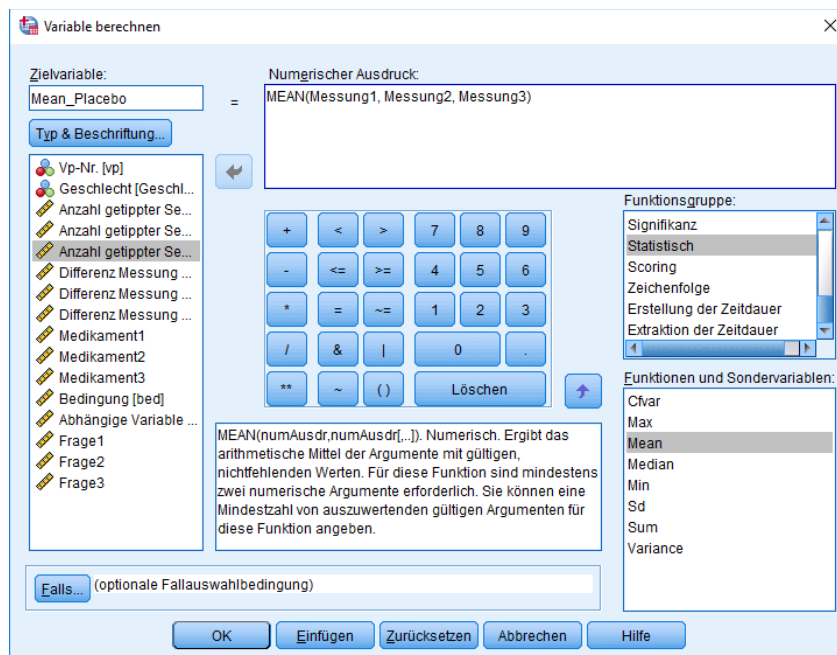 Variable berechnen
Zielvariable:
Mean_Placebo
=
Numerischer Ausdruck:
MEAN(Messung1, Messung2, Messung3)
Typ & Beschriftung...
Vp-Nr. [vp]
Geschlecht [Geschl...
Anzahl getippter Se...
Anzahl getippter Se...
Anzahl getippter Se...
Differenz Messung ...
Differenz Messung ...
Differenz Messung ...
Medikament1
Medikament2
Medikament3
Bedingung [bed]
Abhängige Variable ...
Frage1
Frage2
Frage3
+ < > 7 8 9
- <= >= 4 5 6
* = ~= 1 2 3
/ & | 0 .
** ~ ( ) Löschen
Funktionsgruppe:
Signifikanz
Statistisch
Scoring
Zeichenfolge
Erstellung der Zeitdauer
Extraktion der Zeitdauer
Funktionen und Sondervariablen:
Cfvar
Max
Mean
Median
Min
Sd
Sum
Variance
MEAN(numAusdr,numAusdr[,..]). Numerisch. Ergibt das
arithmetische Mittel der Argumente mit gültigen,
nichtfehlenden Werten. Für diese Funktion sind mindestens
zwei numerische Argumente erforderlich. Sie können eine
Mindestzahl von auszuwertenden gültigen Argumenten für
diese Funktion angeben.
Falls... (optionale Fallauswahlbedingung)
OK Einfügen Zurücksetzen Abbrechen Hilfe